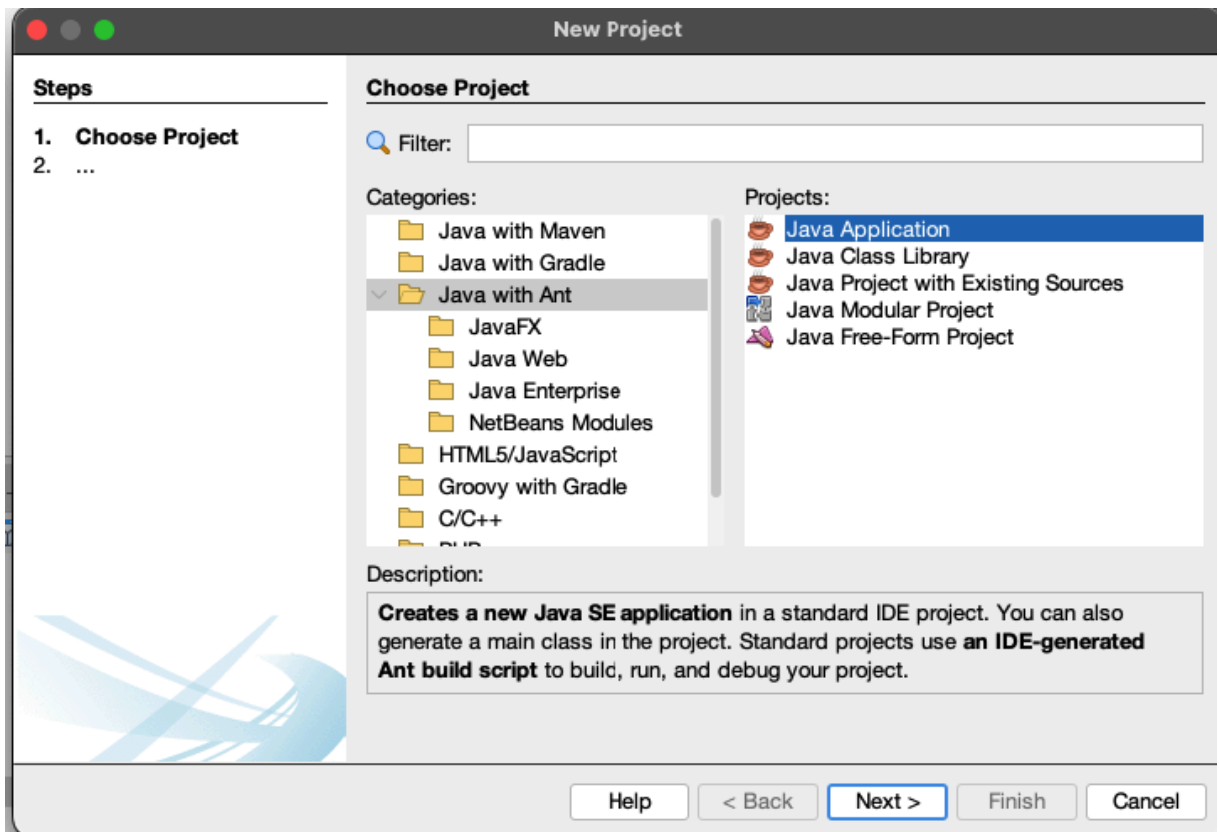 New Project
Steps
1. Choose Project
2. ...
Choose Project
Filter:
Categories:
Java with Maven
Java with Gradle
Java with Ant
JavaFX
Java Web
Java Enterprise
NetBeans Modules
HTML5/JavaScript
Groovy with Gradle
C/C++
Projects:
Java Application
Java Class Library
Java Project with Existing Sources
Java Modular Project
Java Free-Form Project
Description:
Creates a new Java SE application in a standard IDE project. You can also
generate a main class in the project. Standard projects use an IDE-generated
Ant build script to build, run, and debug your project.
Help
< Back
Next >
Finish
Cancel